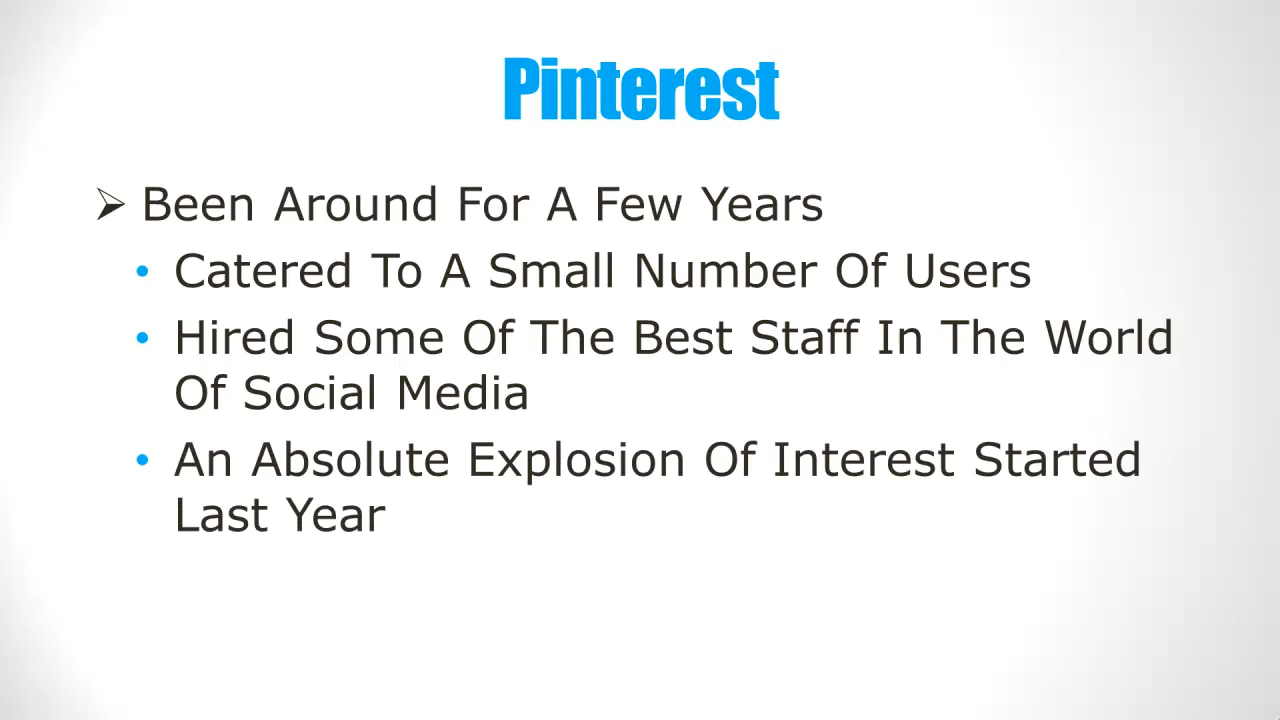 Pinterest
➢ Been Around For A Few Years
• Catered To A Small Number Of Users
• Hired Some Of The Best Staff In The World
Of Social Media
• An Absolute Explosion Of Interest Started
Last Year